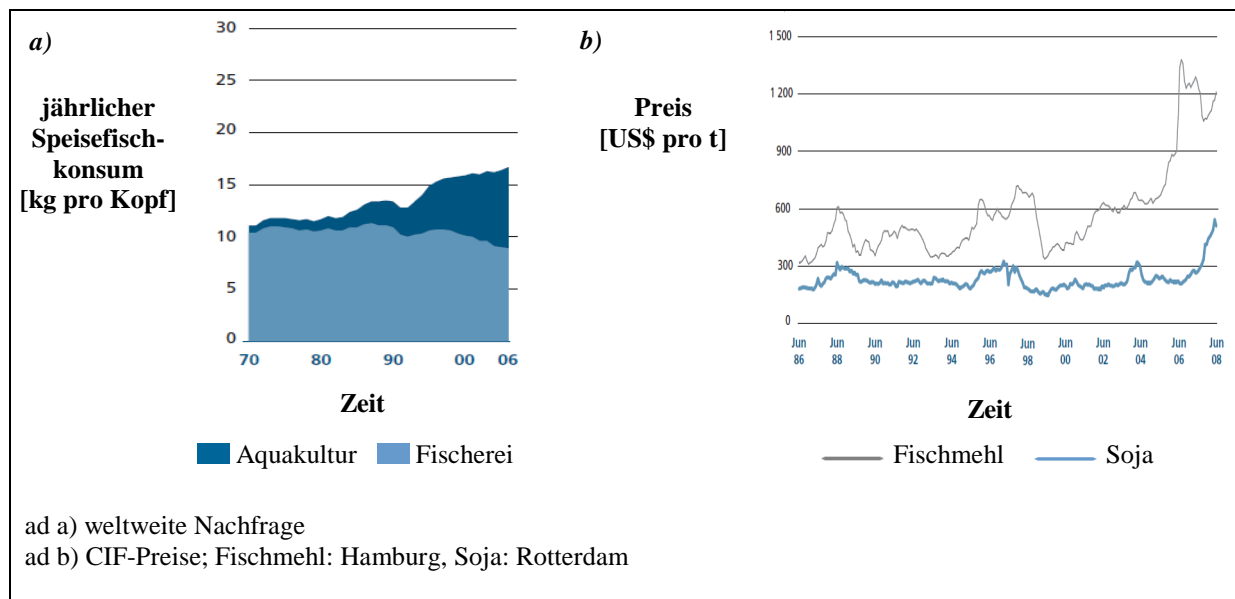 a)
jährlicher
Speisefisch-
konsum
[kg pro Kopf]
30
25
20
15
10
5
0
70 80 90 00 06
Zeit
Aquakultur Fischerei
b)
Preis
[US$ pro t]
1 500
1 200
900
600
300
0
Jun Jun Jun Jun Jun Jun Jun Jun Jun Jun Jun Jun
86 88 90 92 94 96 98 00 02 04 06 08
Zeit
Fischmehl Soja
ad a) weltweite Nachfrage
ad b) CIF-Preise; Fischmehl: Hamburg, Soja: Rotterdam